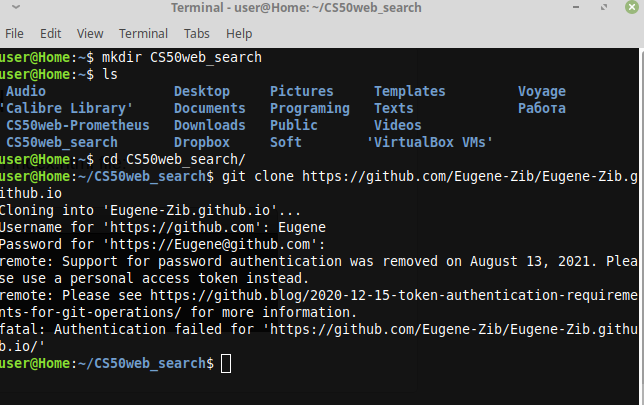 Terminal - user@Home: ~/CS50web_search
File Edit View Terminal Tabs Help
user@Home:~$ mkdir CS50web_search
user@Home:~$ ls
Audio Desktop Pictures Templates Voyage
'Calibre Library' Documents Programing Texts Работа
CS50web-Prometheus Downloads Public Videos
CS50web_search Dropbox Soft 'VirtualBox VMs'
user@Home:~$ cd CS50web_search/
user@Home:~/CS50web_search$ git clone https://github.com/Eugene-Zib/Eugene-Zib.g
ithub.io
Cloning into 'Eugene-Zib.github.io'...
Username for 'https://github.com': Eugene
Password for 'https://Eugene@github.com':
remote: Support for password authentication was removed on August 13, 2021. Plea
se use a personal access token instead.
remote: Please see https://github.blog/2020-12-15-token-authentication-requireme
nts-for-git-operations/ for more information.
fatal: Authentication failed for 'https://github.com/Eugene-Zib/Eugene-Zib.githu
b.io/'
user@Home:~/CS50web_search$